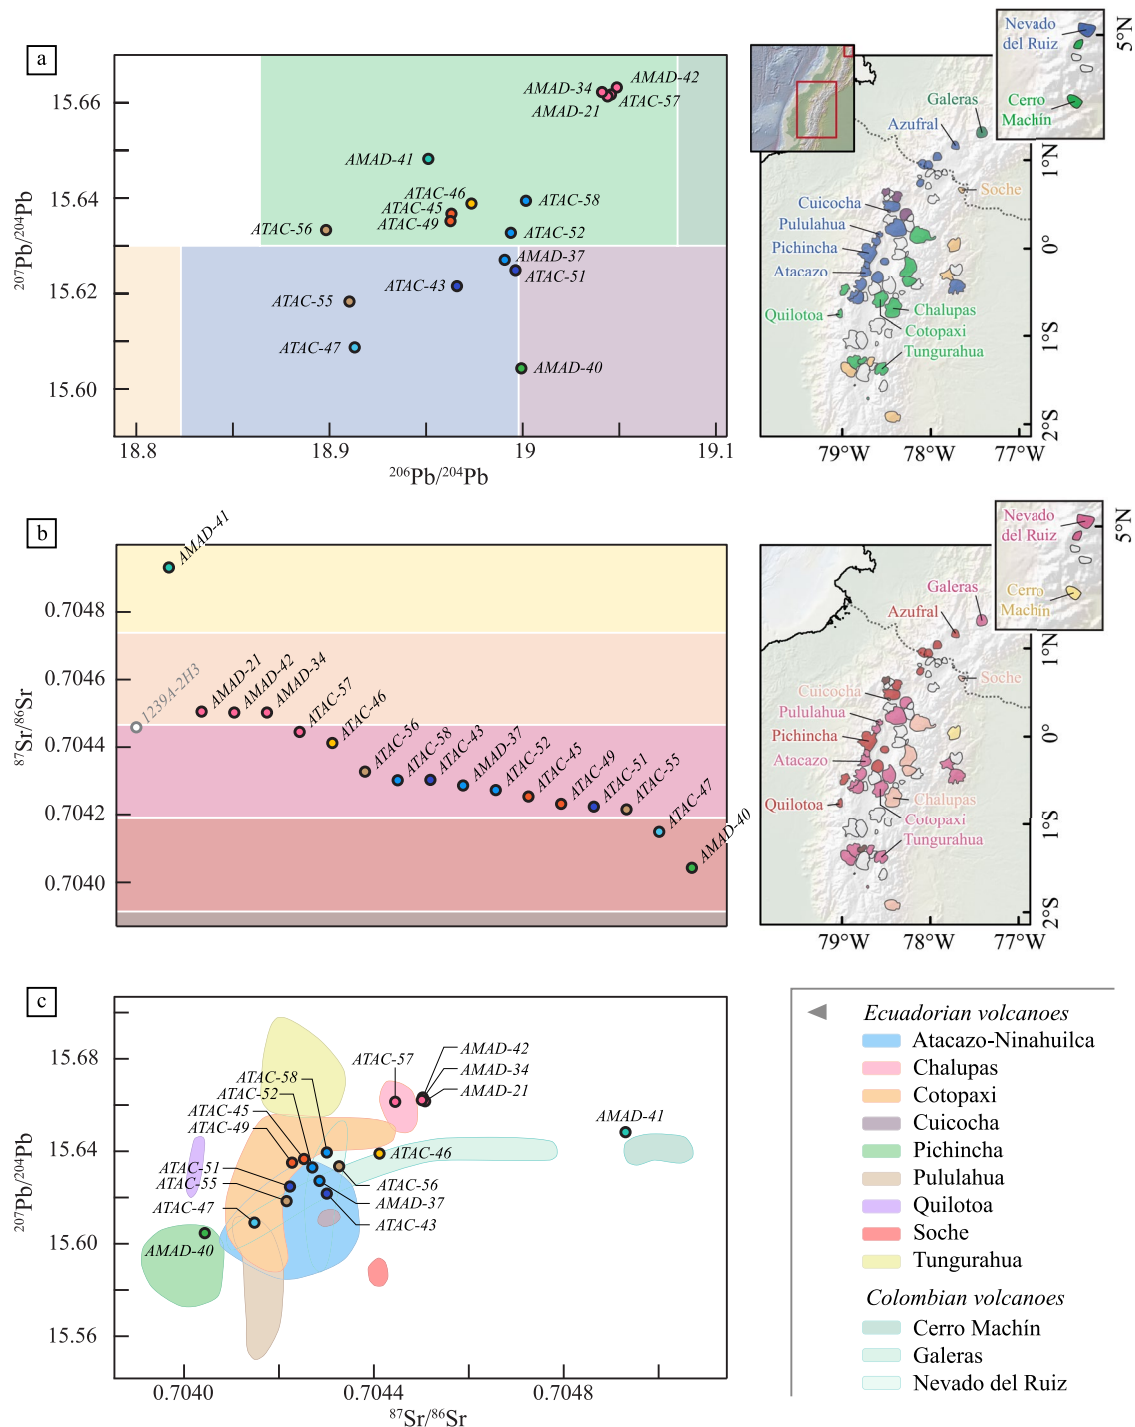 a
15.66
15.64
15.62
15.60
207Pb/204Pb
18.8
18.9
19
19.1
206Pb/204Pb
AMAD-42
AMAD-34
ATAC-57
AMAD-21
AMAD-41
ATAC-46
ATAC-45
ATAC-49
ATAC-58
ATAC-56
ATAC-52
AMAD-37
ATAC-51
ATAC-43
ATAC-55
ATAC-47
AMAD-40
Nevado
del Ruiz
Cerro
Machín
5°N
Galeras
Azufral
Soche
Cuicocha
Pululahua
Pichincha
Atacazo
Quilotoa
Chalupas
Cotopaxi
Tungurahua
1°N
0°
1°S
2°S
79°W
78°W
77°W
b
0.7048
0.7046
0.7044
0.7042
0.7040
87Sr/86Sr
AMAD-41
1239A-2H3
AMAD-21
AMAD-42
AMAD-34
ATAC-57
ATAC-46
ATAC-56
ATAC-58
ATAC-43
AMAD-37
ATAC-52
ATAC-45
ATAC-49
ATAC-51
ATAC-55
ATAC-47
AMAD-40
Nevado
del Ruiz
Cerro
Machín
5°N
Galeras
Azufral
Soche
Cuicocha
Pululahua
Pichincha
Atacazo
Quilotoa
Chalupas
Cotopaxi
Tungurahua
1°N
0°
1°S
2°S
79°W
78°W
77°W
c
15.68
15.64
15.60
15.56
207Pb/204Pb
0.7040
0.7044
0.7048
87Sr/86Sr
AMAD-42
ATAC-57
AMAD-34
ATAC-58
AMAD-21
ATAC-52
ATAC-45
AMAD-41
ATAC-49
ATAC-46
ATAC-51
ATAC-55
ATAC-56
ATAC-47
AMAD-37
ATAC-43
AMAD-40
Ecuadorian volcanoes
Atacazo-Ninahuilca
Chalupas
Cotopaxi
Cuicocha
Pichincha
Pululahua
Quilotoa
Soche
Tungurahua
Colombian volcanoes
Cerro Machín
Galeras
Nevado del Ruiz